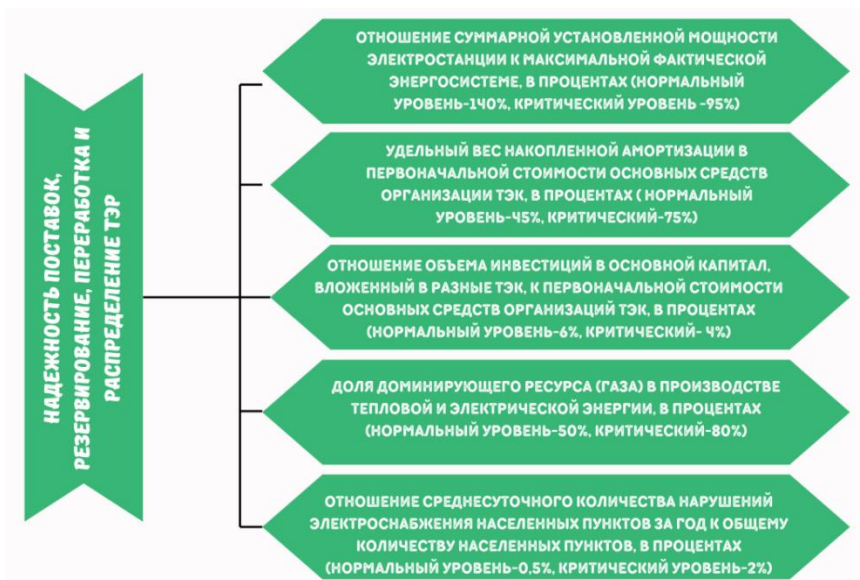 НАДЕЖНОСТЬ ПОСТАВОК,
РЕЗЕРВИРОВАНИЕ, ПЕРЕРАБОТКА И
РАСПРЕДЕЛЕНИЕ ТЭР
ОТНОШЕНИЕ СУММАРНОЙ УСТАНОВЛЕННОЙ МОЩНОСТИ
ЭЛЕКТРОСТАНЦИИ К МАКСИМАЛЬНОЙ ФАКТИЧЕСКОЙ
ЭНЕРГОСИСТЕМЕ, В ПРОЦЕНТАХ (НОРМАЛЬНЫЙ
УРОВЕНЬ-140%, КРИТИЧЕСКИЙ УРОВЕНЬ -95%)
УДЕЛЬНЫЙ ВЕС НАКОПЛЕННОЙ АМОРТИЗАЦИИ В
ПЕРВОНАЧАЛЬНОЙ СТОИМОСТИ ОСНОВНЫХ СРЕДСТВ
ОРГАНИЗАЦИИ ТЭК, В ПРОЦЕНТАХ ( НОРМАЛЬНЫЙ
УРОВЕНЬ-45%, КРИТИЧЕСКИЙ-75%)
ОТНОШЕНИЕ ОБЪЕМА ИНВЕСТИЦИЙ В ОСНОВНОЙ КАПИТАЛ,
ВЛОЖЕННЫЙ В РАЗНЫЕ ТЭК, К ПЕРВОНАЧАЛЬНОЙ СТОИМОСТИ
ОСНОВНЫХ СРЕДСТВ ОРГАНИЗАЦИЙ ТЭК, В ПРОЦЕНТАХ
(НОРМАЛЬНЫЙ УРОВЕНЬ-6%, КРИТИЧЕСКИЙ- 4%)
ДОЛЯ ДОМИНИРУЮЩЕГО РЕСУРСА (ГАЗА) В ПРОИЗВОДСТВЕ
ТЕПЛОВОЙ И ЭЛЕКТРИЧЕСКОЙ ЭНЕРГИИ, В ПРОЦЕНТАХ
(НОРМАЛЬНЫЙ УРОВЕНЬ-50%, КРИТИЧЕСКИЙ-80%)
ОТНОШЕНИЕ СРЕДНЕСУТОЧНОГО КОЛИЧЕСТВА НАРУШЕНИЙ
ЭЛЕКТРОСНАБЖЕНИЯ НАСЕЛЕННЫХ ПУНКТОВ ЗА ГОД К ОБЩЕМУ
КОЛИЧЕСТВУ НАСЕЛЕННЫХ ПУНКТОВ, В ПРОЦЕНТАХ
(НОРМАЛЬНЫЙ УРОВЕНЬ-0,5%, КРИТИЧЕСКИЙ УРОВЕНЬ-2%)